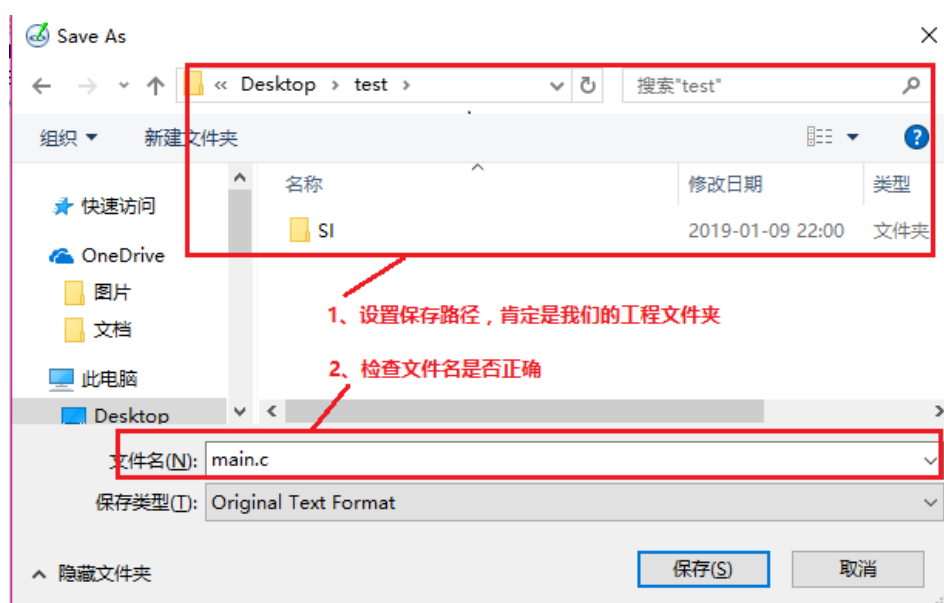 Save As
« Desktop › test ›
搜索"test"
组织
新建文件夹
名称
修改日期
类型
快速访问
SI
2019-01-09 22:00
文件夹
OneDrive
图片
文档
1、设置保存路径，肯定是我们的工程文件夹
2、检查文件名是否正确
此电脑
Desktop
文件名(N):
main.c
保存类型(T):
Original Text Format
隐藏文件夹
保存(S)
取消